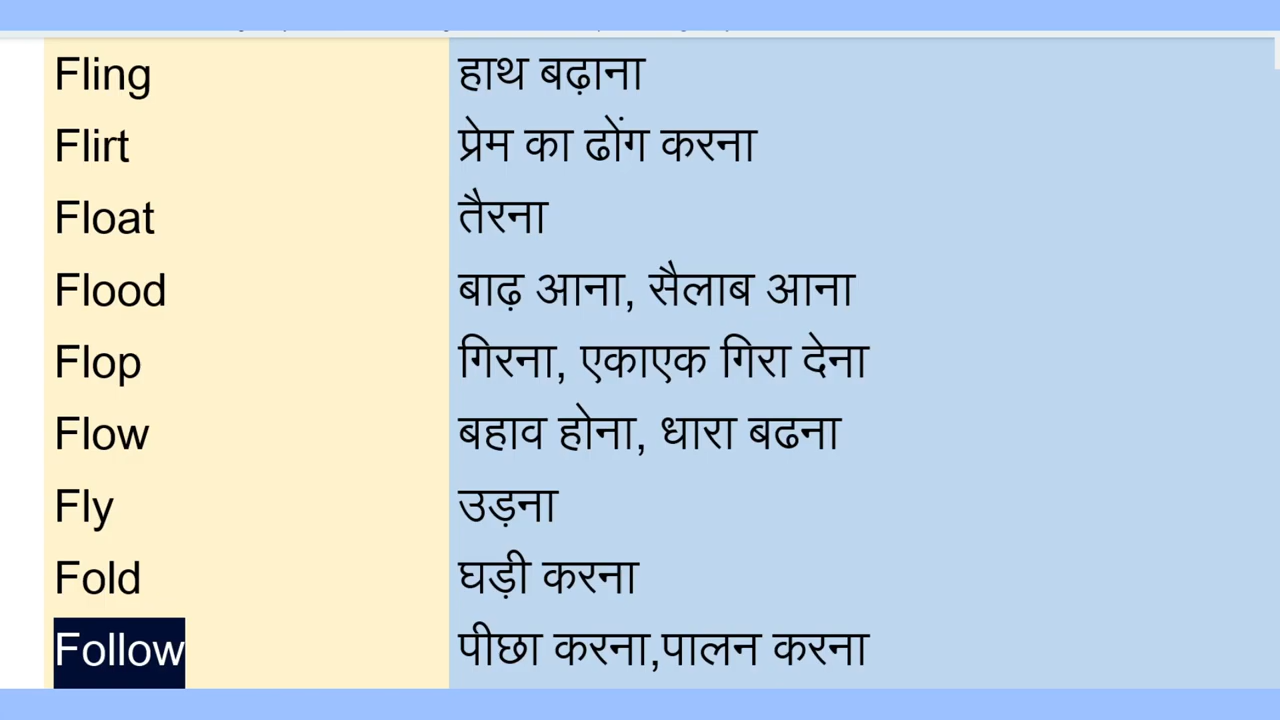 Fling हाथ बढ़ाना
Flirt प्रेम का ढोंग करना
Float तैरना
Flood बाढ़ आना, सैलाब आना
Flop गिरना, एकाएक गिरा देना
Flow बहाव होना, धारा बढना
Fly उड़ना
Fold घड़ी करना
Follow पीछा करना,पालन करना